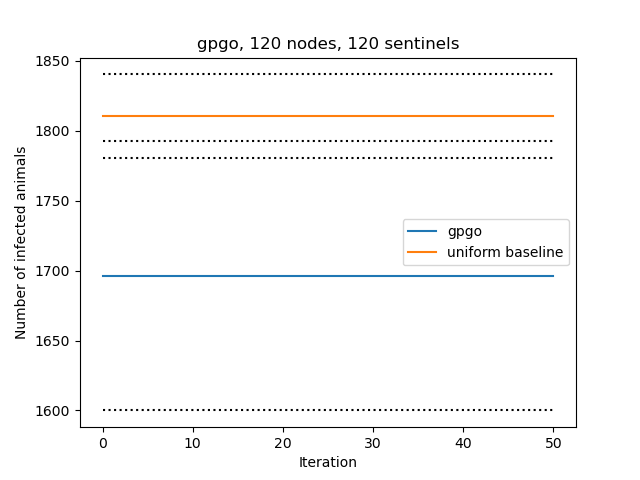 gpgo, 120 nodes, 120 sentinels
1850
1800
1750
1700
1650
1600
Number of infected animals
gpgo
uniform baseline
0 10 20 30 40 50
Iteration